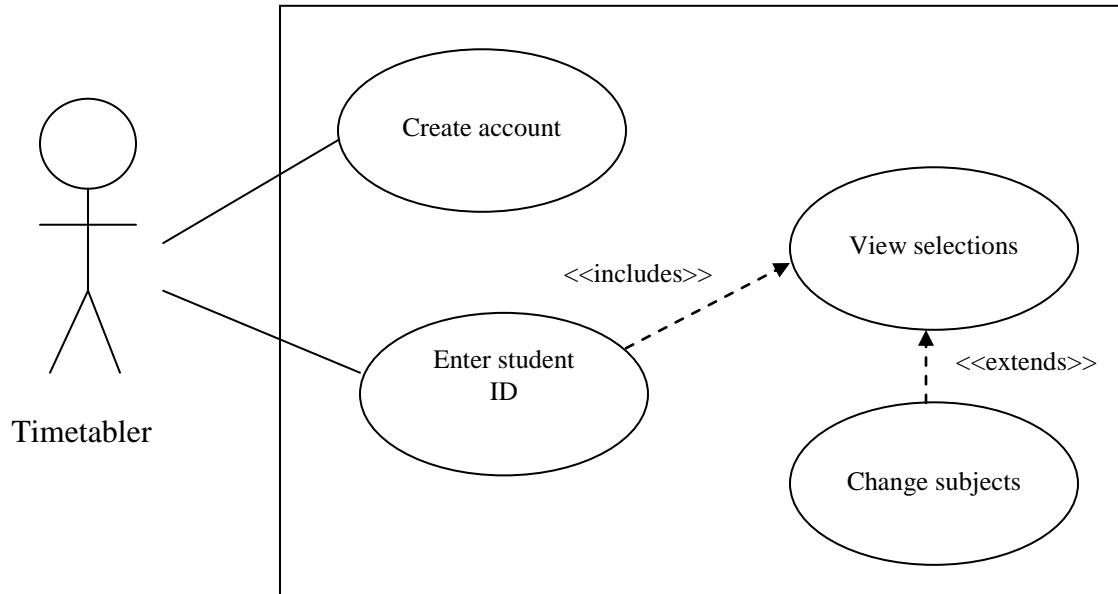 Create account
View selections
<<includes>>
Enter student
ID
<<extends>>
Timetabler
Change subjects